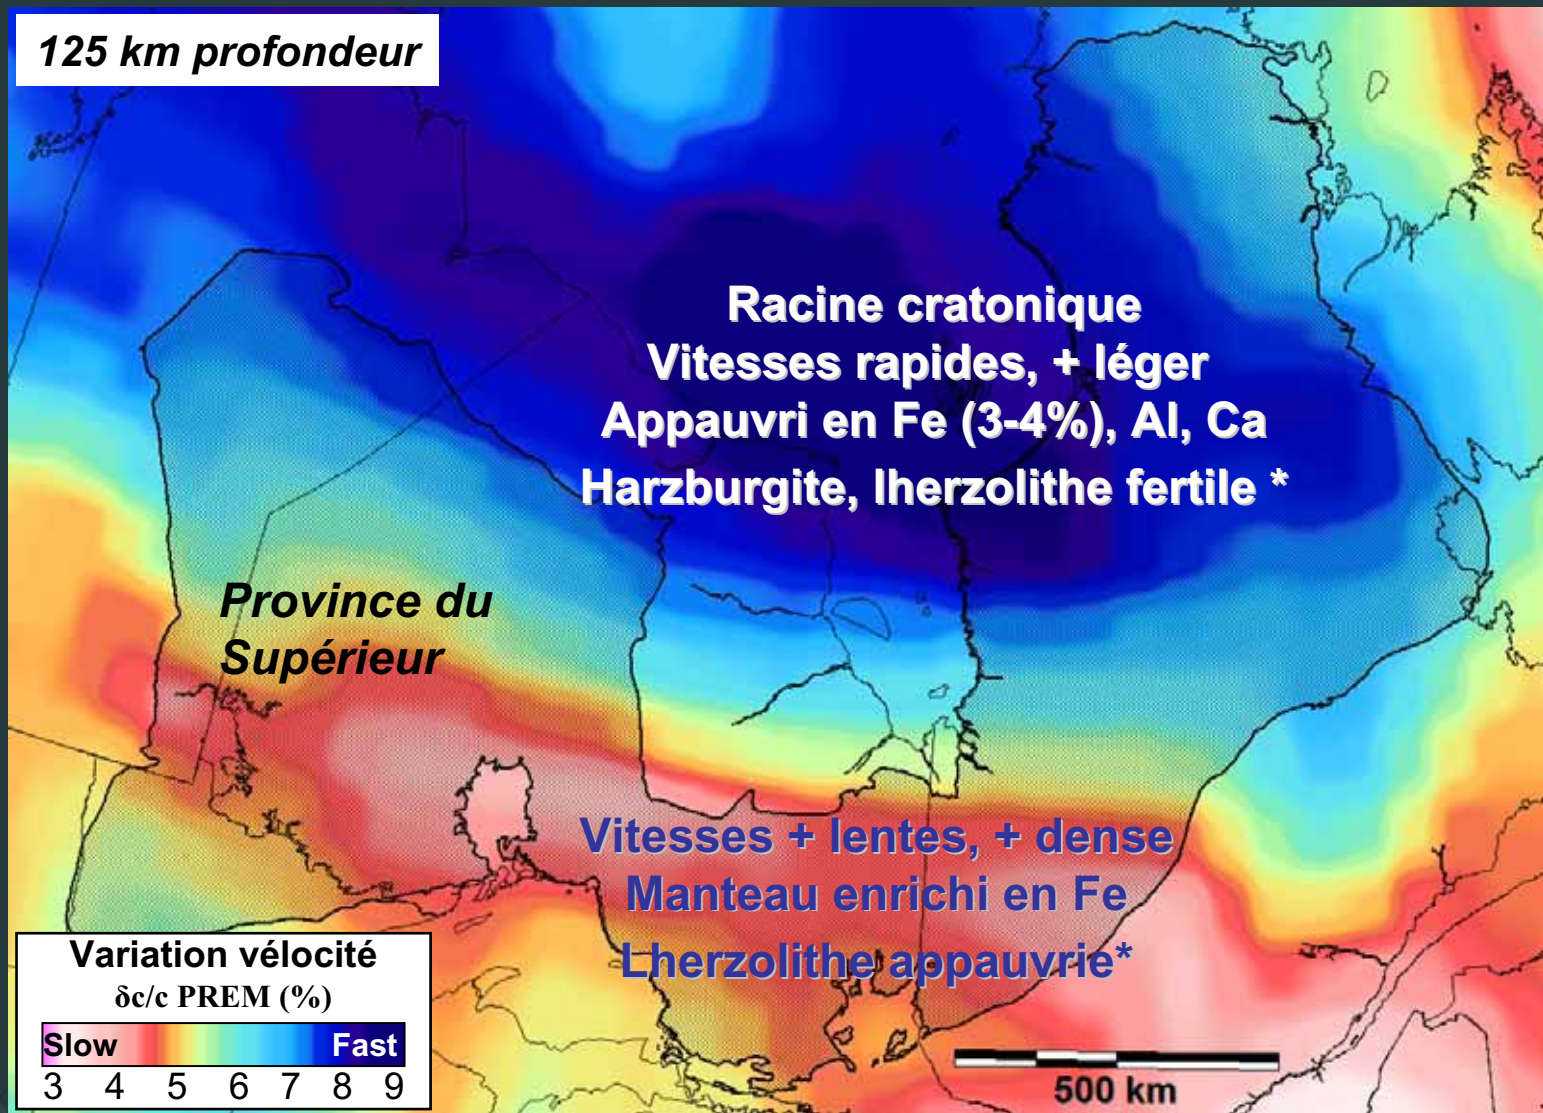 125 km profondeur
Racine cratonique
Vitesses rapides, + léger
Appauvri en Fe (3-4%), Al, Ca
Harzburgite, lherzolithe fertile *
Province du
Supérieur
Vitesses + lentes, + dense
Manteau enrichi en Fe
Lherzolithe appauvrie*
Variation vélocité
δc/c PREM (%)
Slow Fast
3 4 5 6 7 8 9
500 km